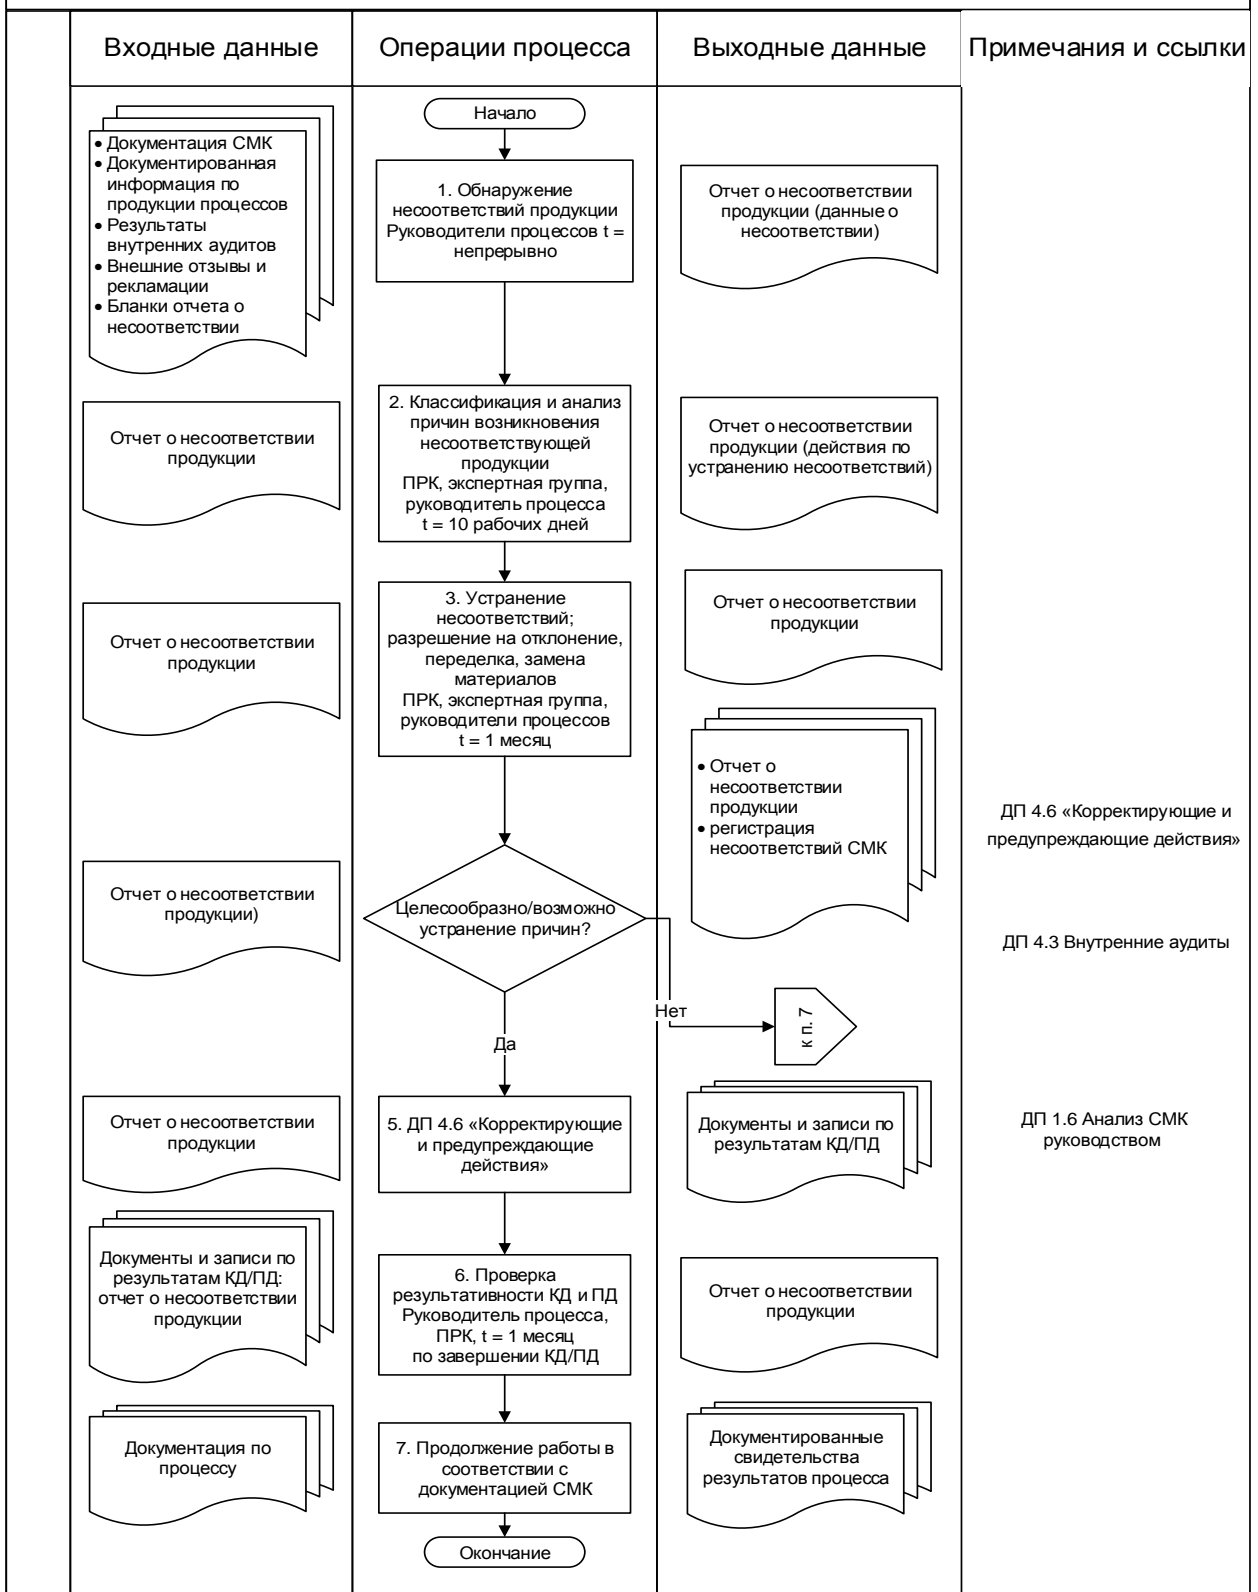 Входные данные
Операции процесса
Выходные данные
Примечания и ссылки
Начало
• Документация СМК
• Документированная
информация по
продукции процессов
• Результаты
внутренних аудитов
• Внешние отзывы и
рекламации
• Бланки отчета о
несоответствии
1. Обнаружение
несоответствий продукции
Руководители процессов t =
непрерывно
Отчет о несоответствии
продукции (данные о
несоответствии)
Отчет о несоответствии
продукции
2. Классификация и анализ
причин возникновения
несоответствующей
продукции
ПРК, экспертная группа,
руководитель процесса
t = 10 рабочих дней
Отчет о несоответствии
продукции (действия по
устранению несоответствий)
Отчет о несоответствии
продукции
3. Устранение
несоответствий;
разрешение на отклонение,
переделка, замена
материалов
ПРК, экспертная группа,
руководители процессов
t = 1 месяц
Отчет о несоответствии
продукции
• Отчет о
несоответствии
продукции
• регистрация
несоответствий СМК
ДП 4.6 «Корректирующие и
предупреждающие действия»
Отчет о несоответствии
продукции)
Целесообразно/возможно
устранение причин?
ДП 4.3 Внутренние аудиты
Нет
к п. 7
Да
Отчет о несоответствии
продукции
5. ДП 4.6 «Корректирующие
и предупреждающие
действия»
Документы и записи по
результатам КД/ПД
ДП 1.6 Анализ СМК
руководством
Документы и записи по
результатам КД/ПД:
отчет о несоответствии
продукции
6. Проверка
результативности КД и ПД
Руководитель процесса,
ПРК, t = 1 месяц
по завершении КД/ПД
Отчет о несоответствии
продукции
Документация по
процессу
7. Продолжение работы в
соответствии с
документацией СМК
Документированные
свидетельства
результатов процесса
Окончание